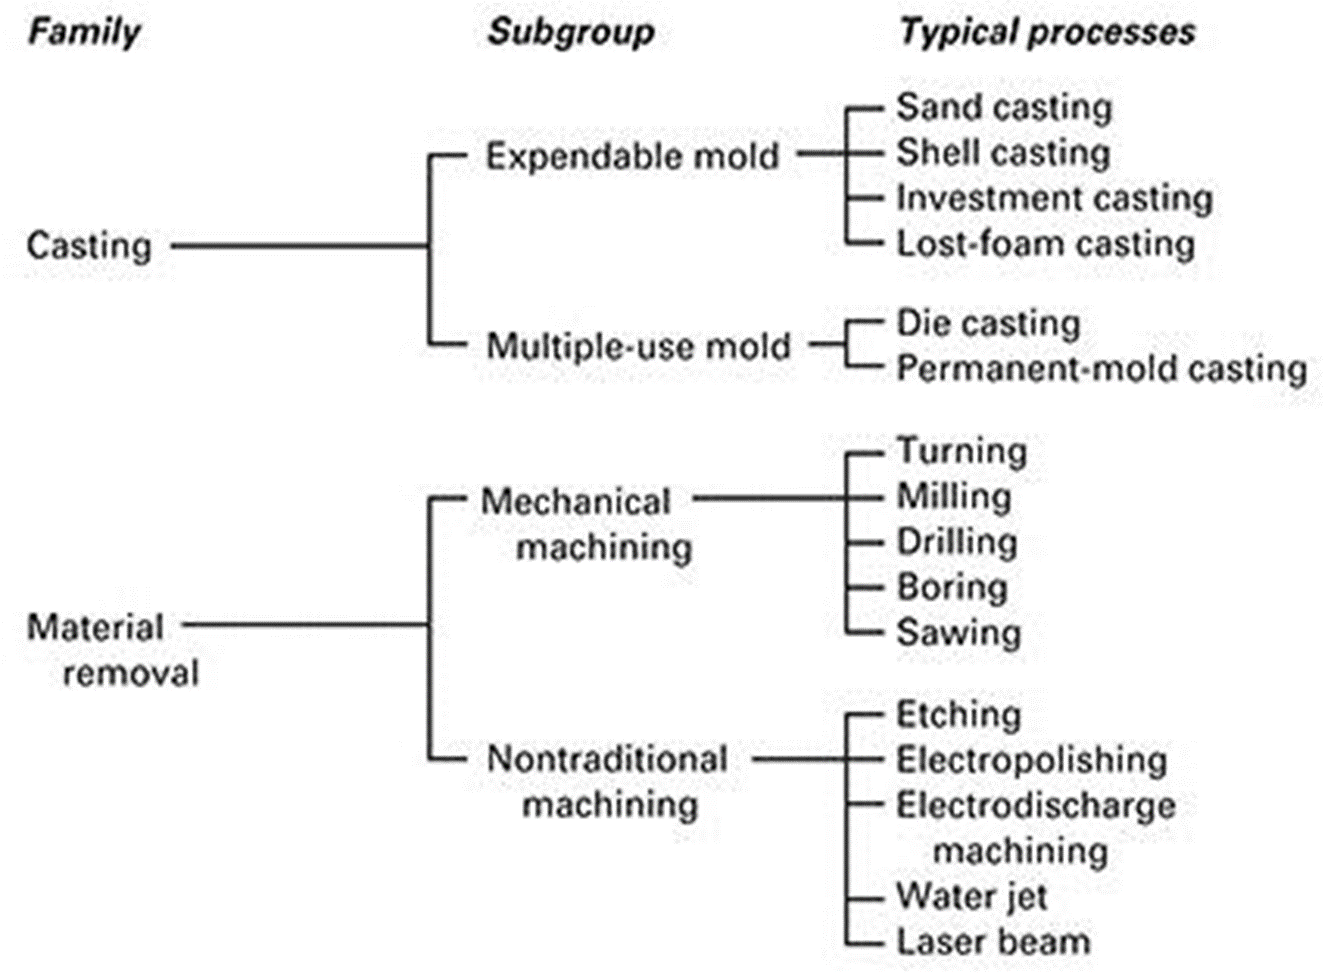 Family Subgroup Typical processes
Sand casting
Expendable mold Shell casting
Investment casting
Casting Lost-foam casting
Die casting
Multiple-use mold
Permanent-mold casting
Turning
Mechanical Milling
machining Drilling
Boring
Material Sawing
removal
Etching
Nontraditional Electropolishing
machining Electrodischarge
machining
Water jet
Laser beam